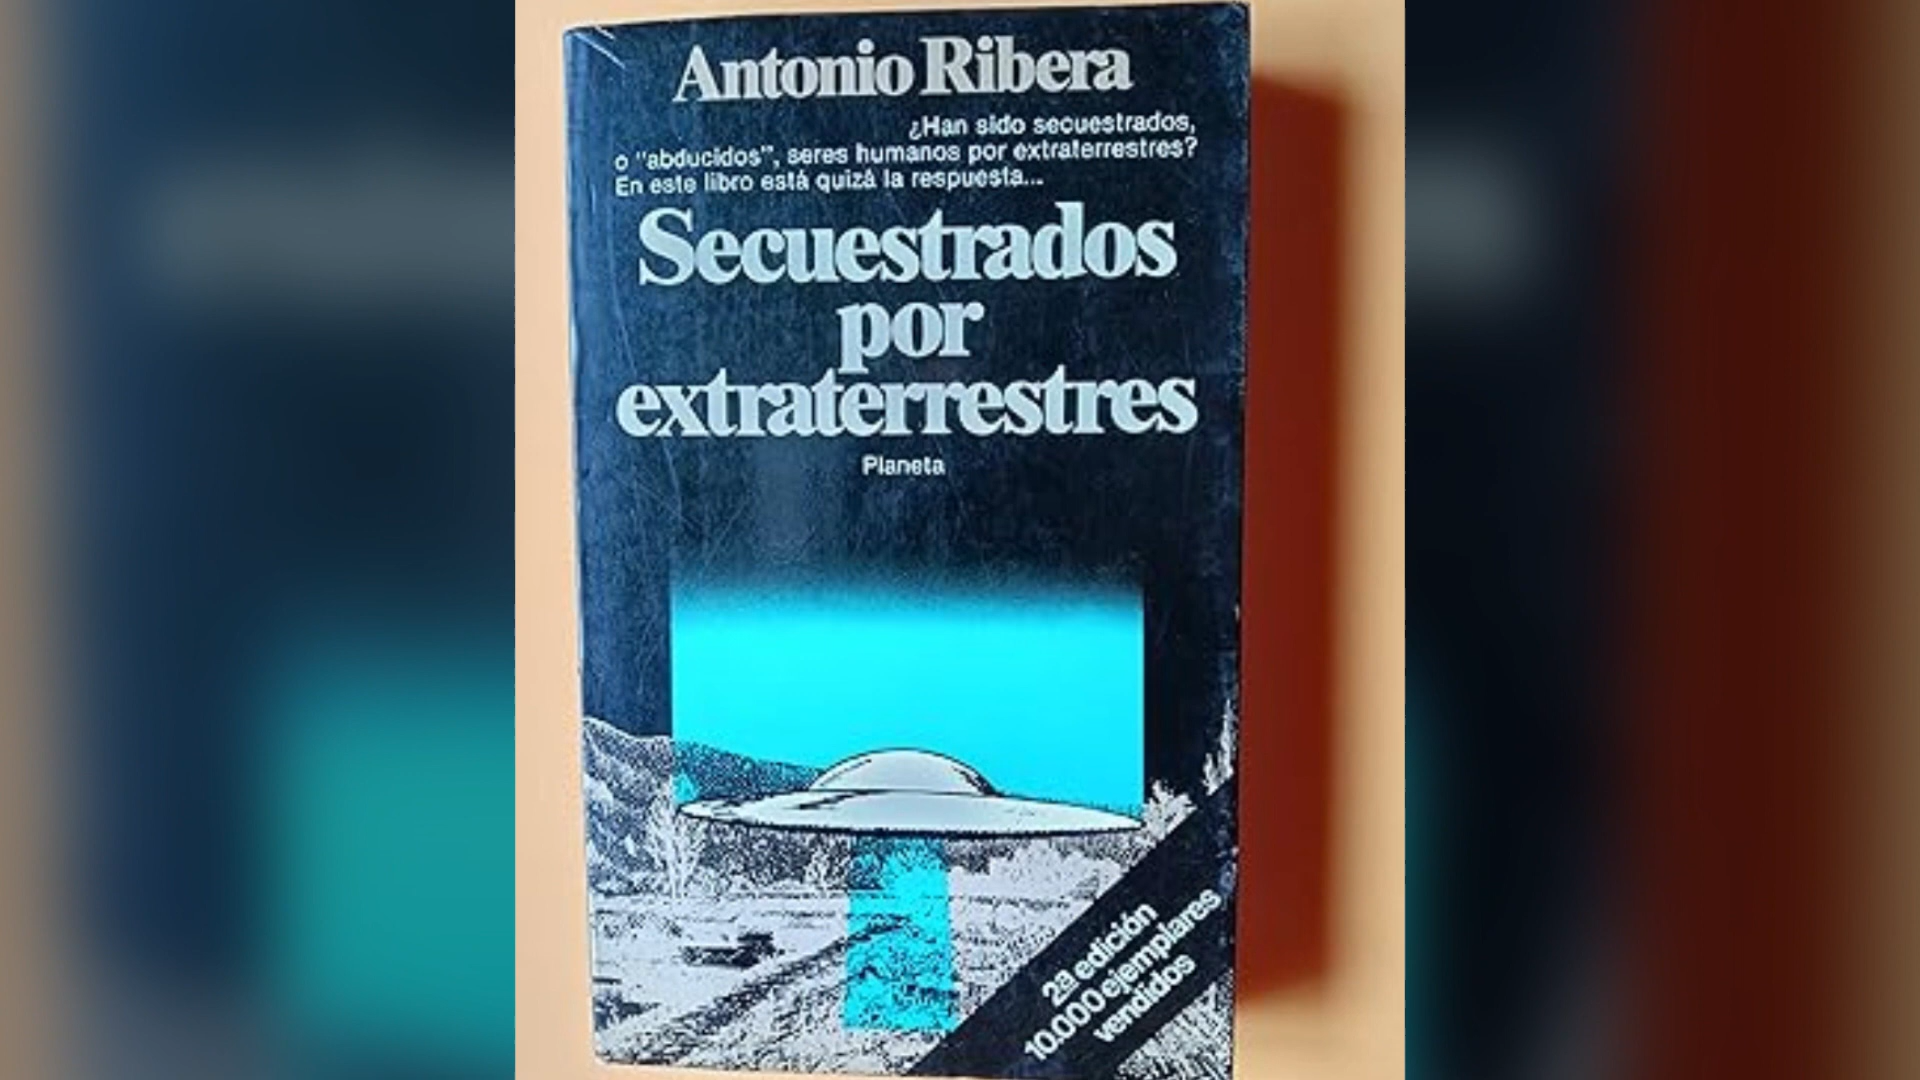 Antonio Ribera
¿Han sido secuestrados,
o "abducidos", seres humanos por extraterrestres?
En este libro está quizá la respuesta...
Secuestrados
por
extraterrestres
Planeta
2ª edición
10.000 ejemplares
vendidos